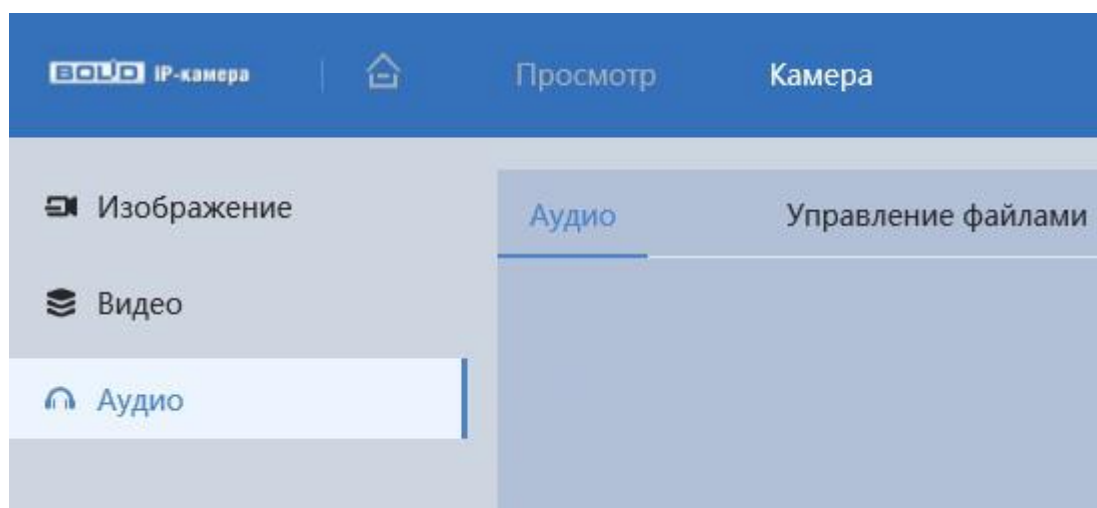 BOLID IP-камера Просмотр Камера
Изображение
Аудио Управление файлами
Видео
Аудио